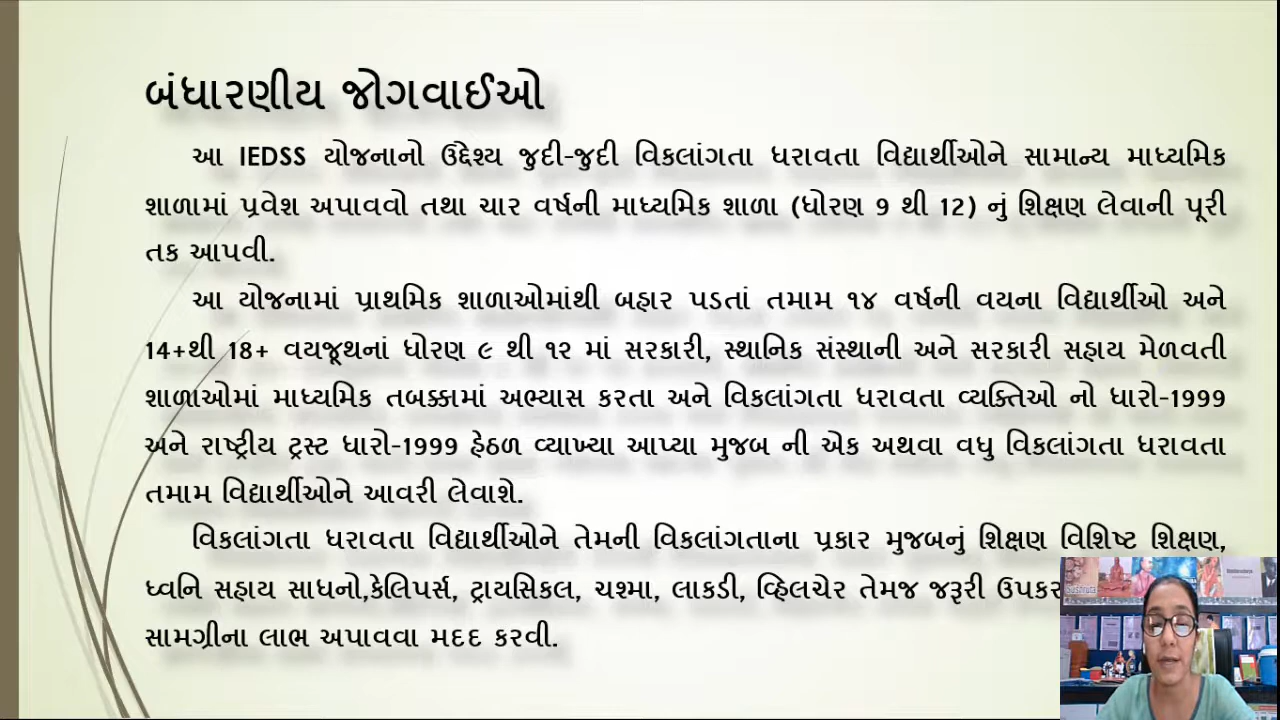 બંધારણીય જોગવાઈઓ
આ IEDSS યોજનાનો ઉદ્દેશ્ય જુદી-જુદી વિકલાંગતા ધરાવતા વિદ્યાર્થીઓને સામાન્ય માધ્યમિક
શાળામાં પ્રવેશ અપાવવો તથા ચાર વર્ષની માધ્યમિક શાળા (ધોરણ 9 થી 12) નું શિક્ષણ લેવાની પૂરી
તક આપવી.
આ યોજનામાં પ્રાથમિક શાળાઓમાંથી બહાર પડતાં તમામ ૧૪ વર્ષની વયના વિદ્યાર્થીઓ અને
14+થી 18+ વયજૂથનાં ધોરણ ૯ થી ૧૨ માં સરકારી, સ્થાનિક સંસ્થાની અને સરકારી સહાય મેળવતી
શાળાઓમાં માધ્યમિક તબક્કામાં અભ્યાસ કરતા અને વિકલાંગતા ધરાવતા વ્યક્તિઓ નો ધારો-1999
અને રાષ્ટ્રીય ટ્રસ્ટ ધારો-1999 હેઠળ વ્યાખ્યા આપ્યા મુજબ ની એક અથવા વધુ વિકલાંગતા ધરાવતા
તમામ વિદ્યાર્થીઓને આવરી લેવાશે.
વિકલાંગતા ધરાવતા વિદ્યાર્થીઓને તેમની વિકલાંગતાના પ્રકાર મુજબનું શિક્ષણ વિશિષ્ટ શિક્ષણ,
ધ્વનિ સહાય સાધનો,કેલિપર્સ, ટ્રાયસિકલ, ચશ્મા, લાકડી, વ્હિલચેર તેમજ જરૂરી
સામગ્રીના લાભ અપાવવા મદદ કરવી.